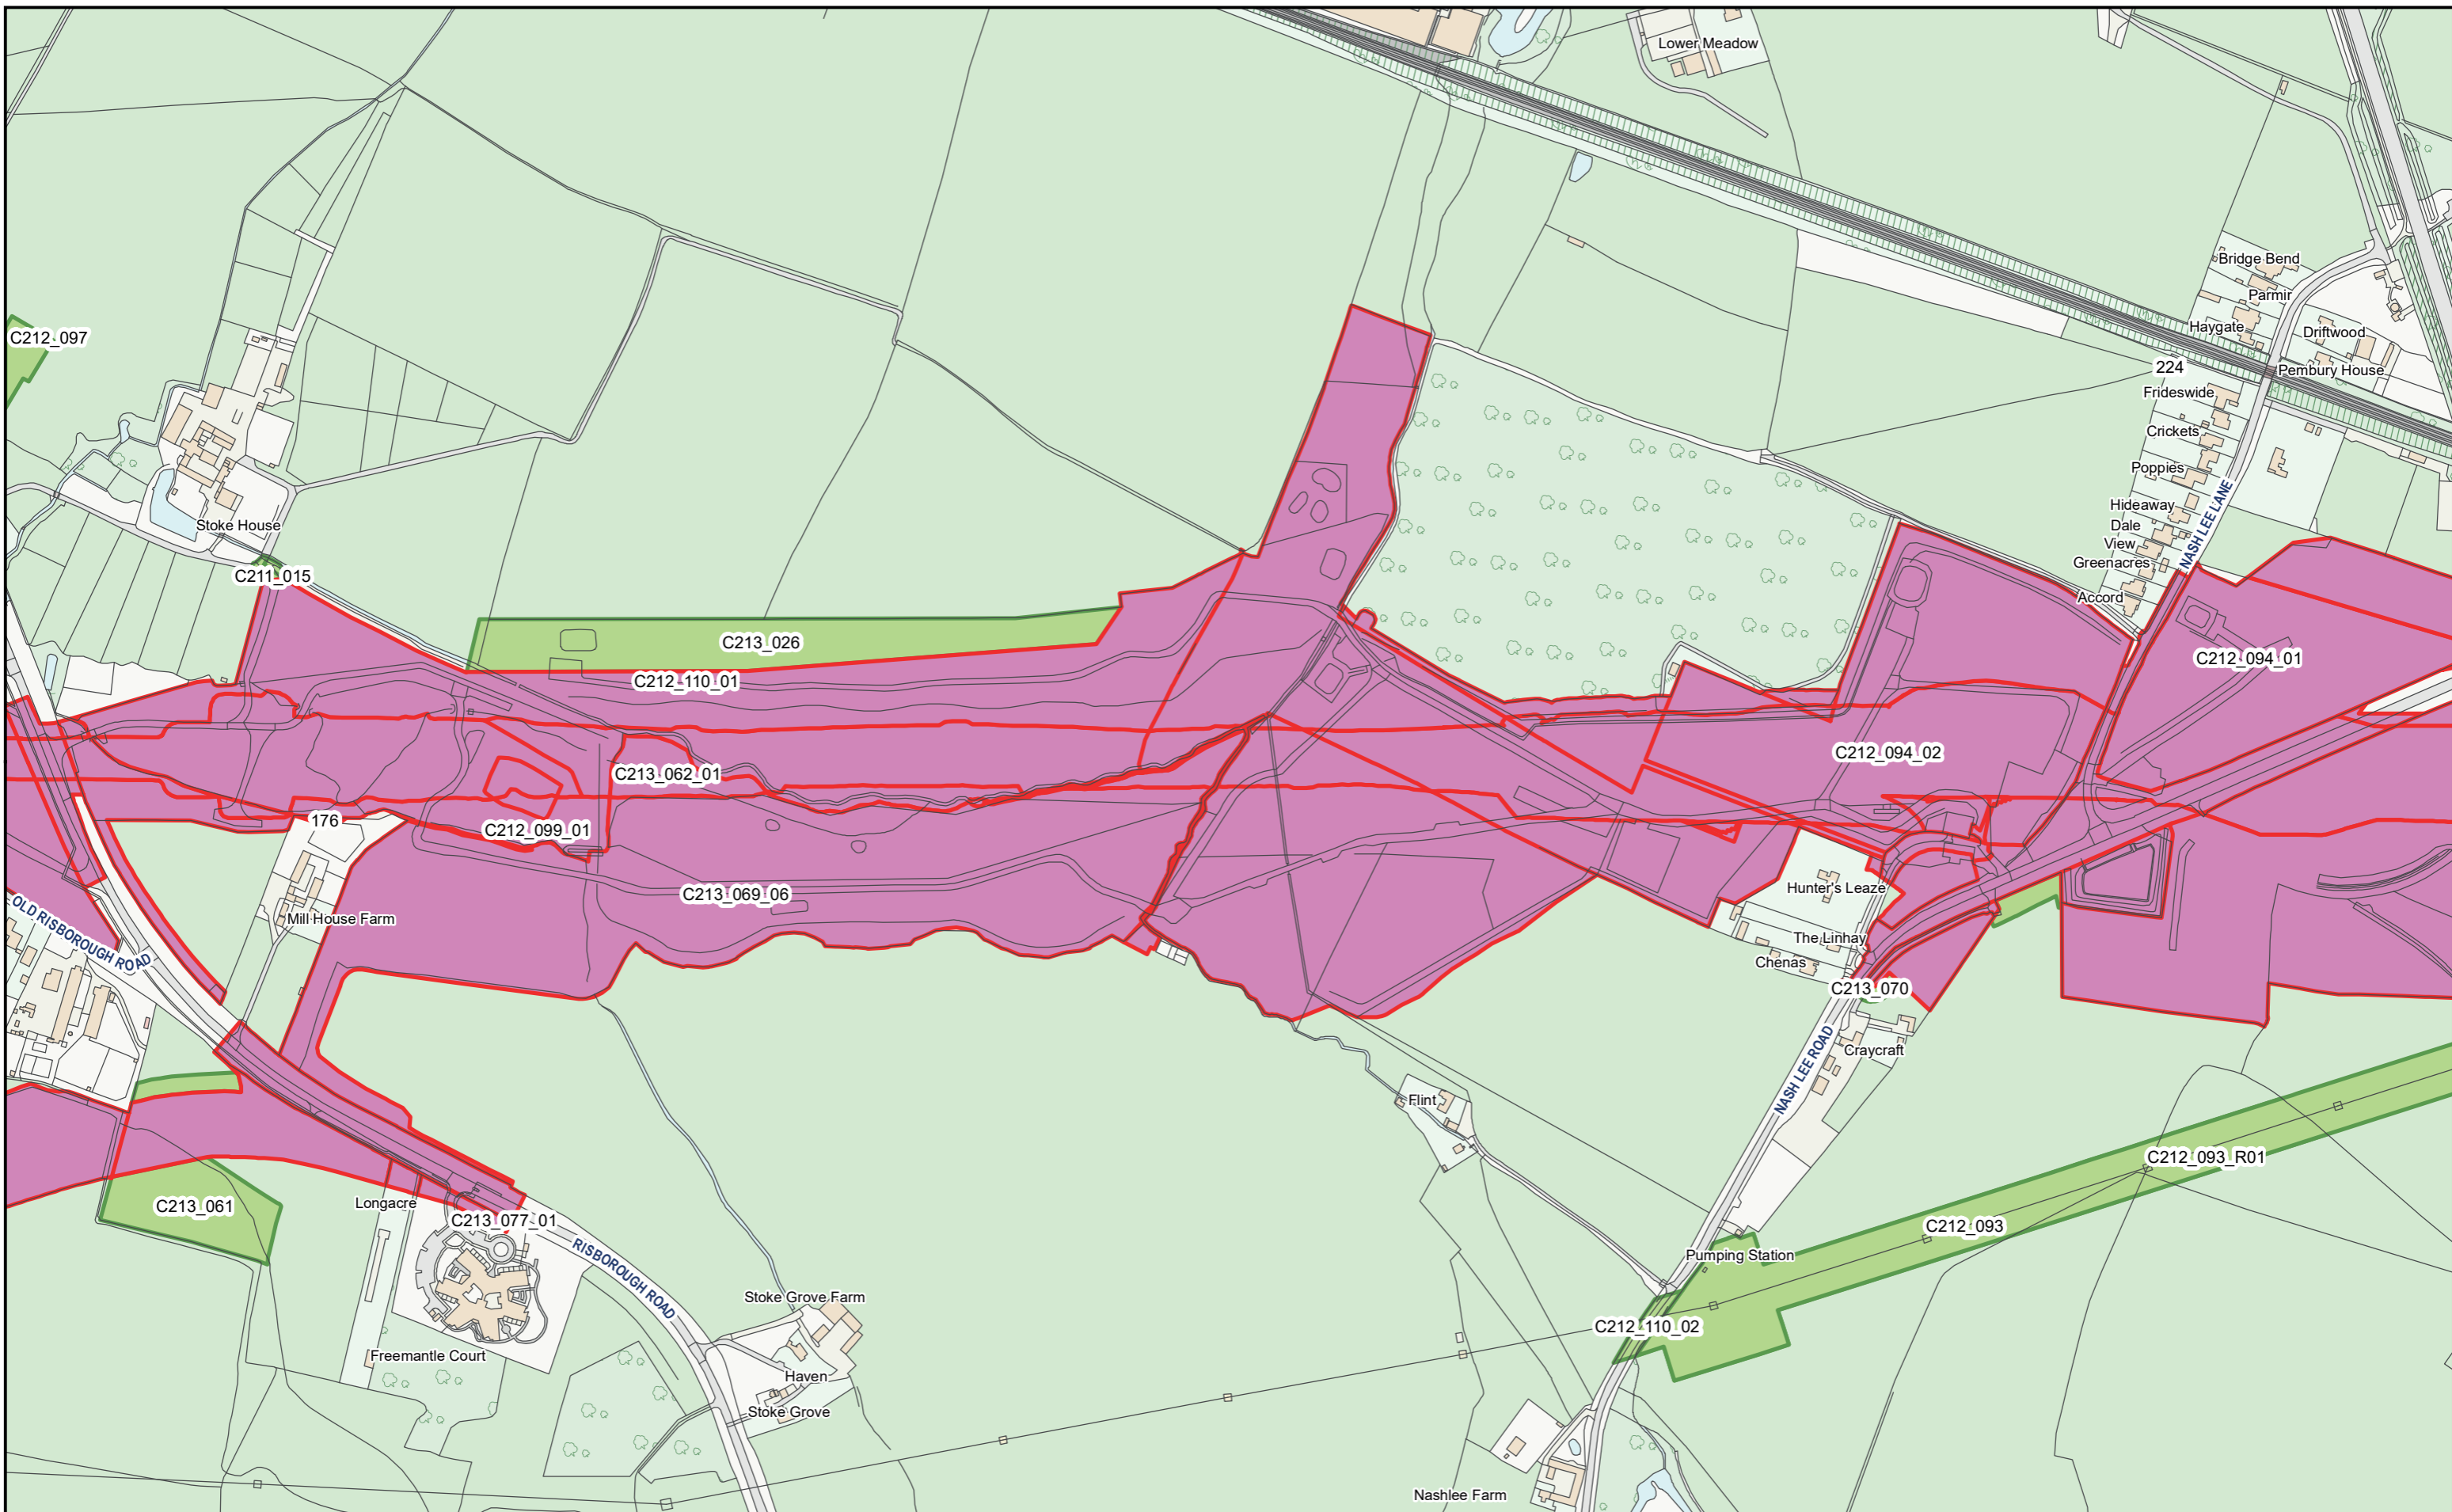 Lower Meadow
Bridge Bend
Parmir
Haygate
Driftwood
C212_097
224
Pembury House
Frideswide
Crickets
Poppies
NASH LEE LANE
Hideaway
Stoke House
Dale
View
Greenacres
C211_015
Accord
C213_026
C212_094_01
C212_110_01
C212_094_02
C213_062_01
176
C212_099_01
Hunter's Leaze
C213_069_06
Mill House Farm
OLD RISBOROUGH ROAD
The Linhay
Chenas
C213_070
Craycraft
NASH LEE ROAD
Flint
C212_093_R01
Longacre
C213_061
C213_077_01
C212_093
RISBOROUGH ROAD
Pumping Station
Stoke Grove Farm
C212_110_02
Freemantle Court
Haven
Stoke Grove
Nashlee Farm